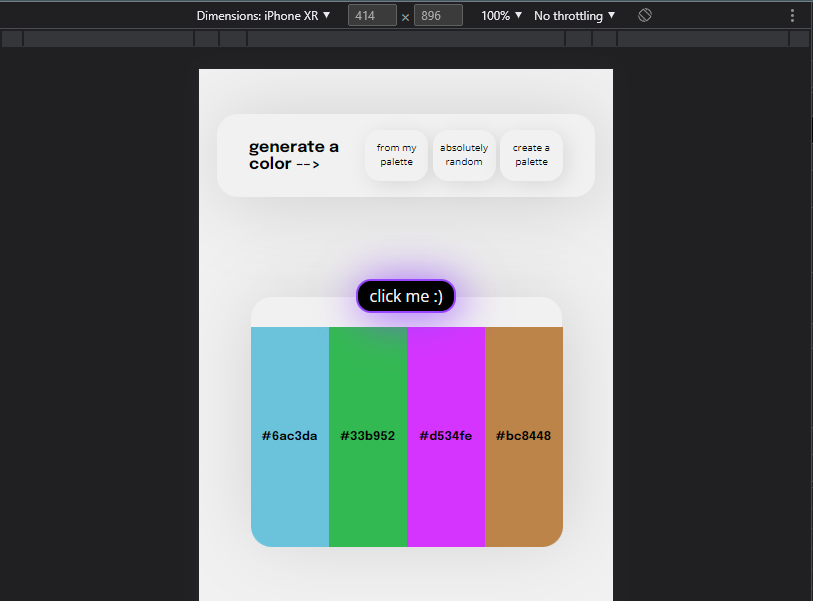 Dimensions: iPhone XR ▼ 414 × 896 100% ▼ No throttling ▼
generate a
color -->
from my
palette
absolutely
random
create a
palette
click me :)
#6ac3da #33b952 #d534fe #bc8448